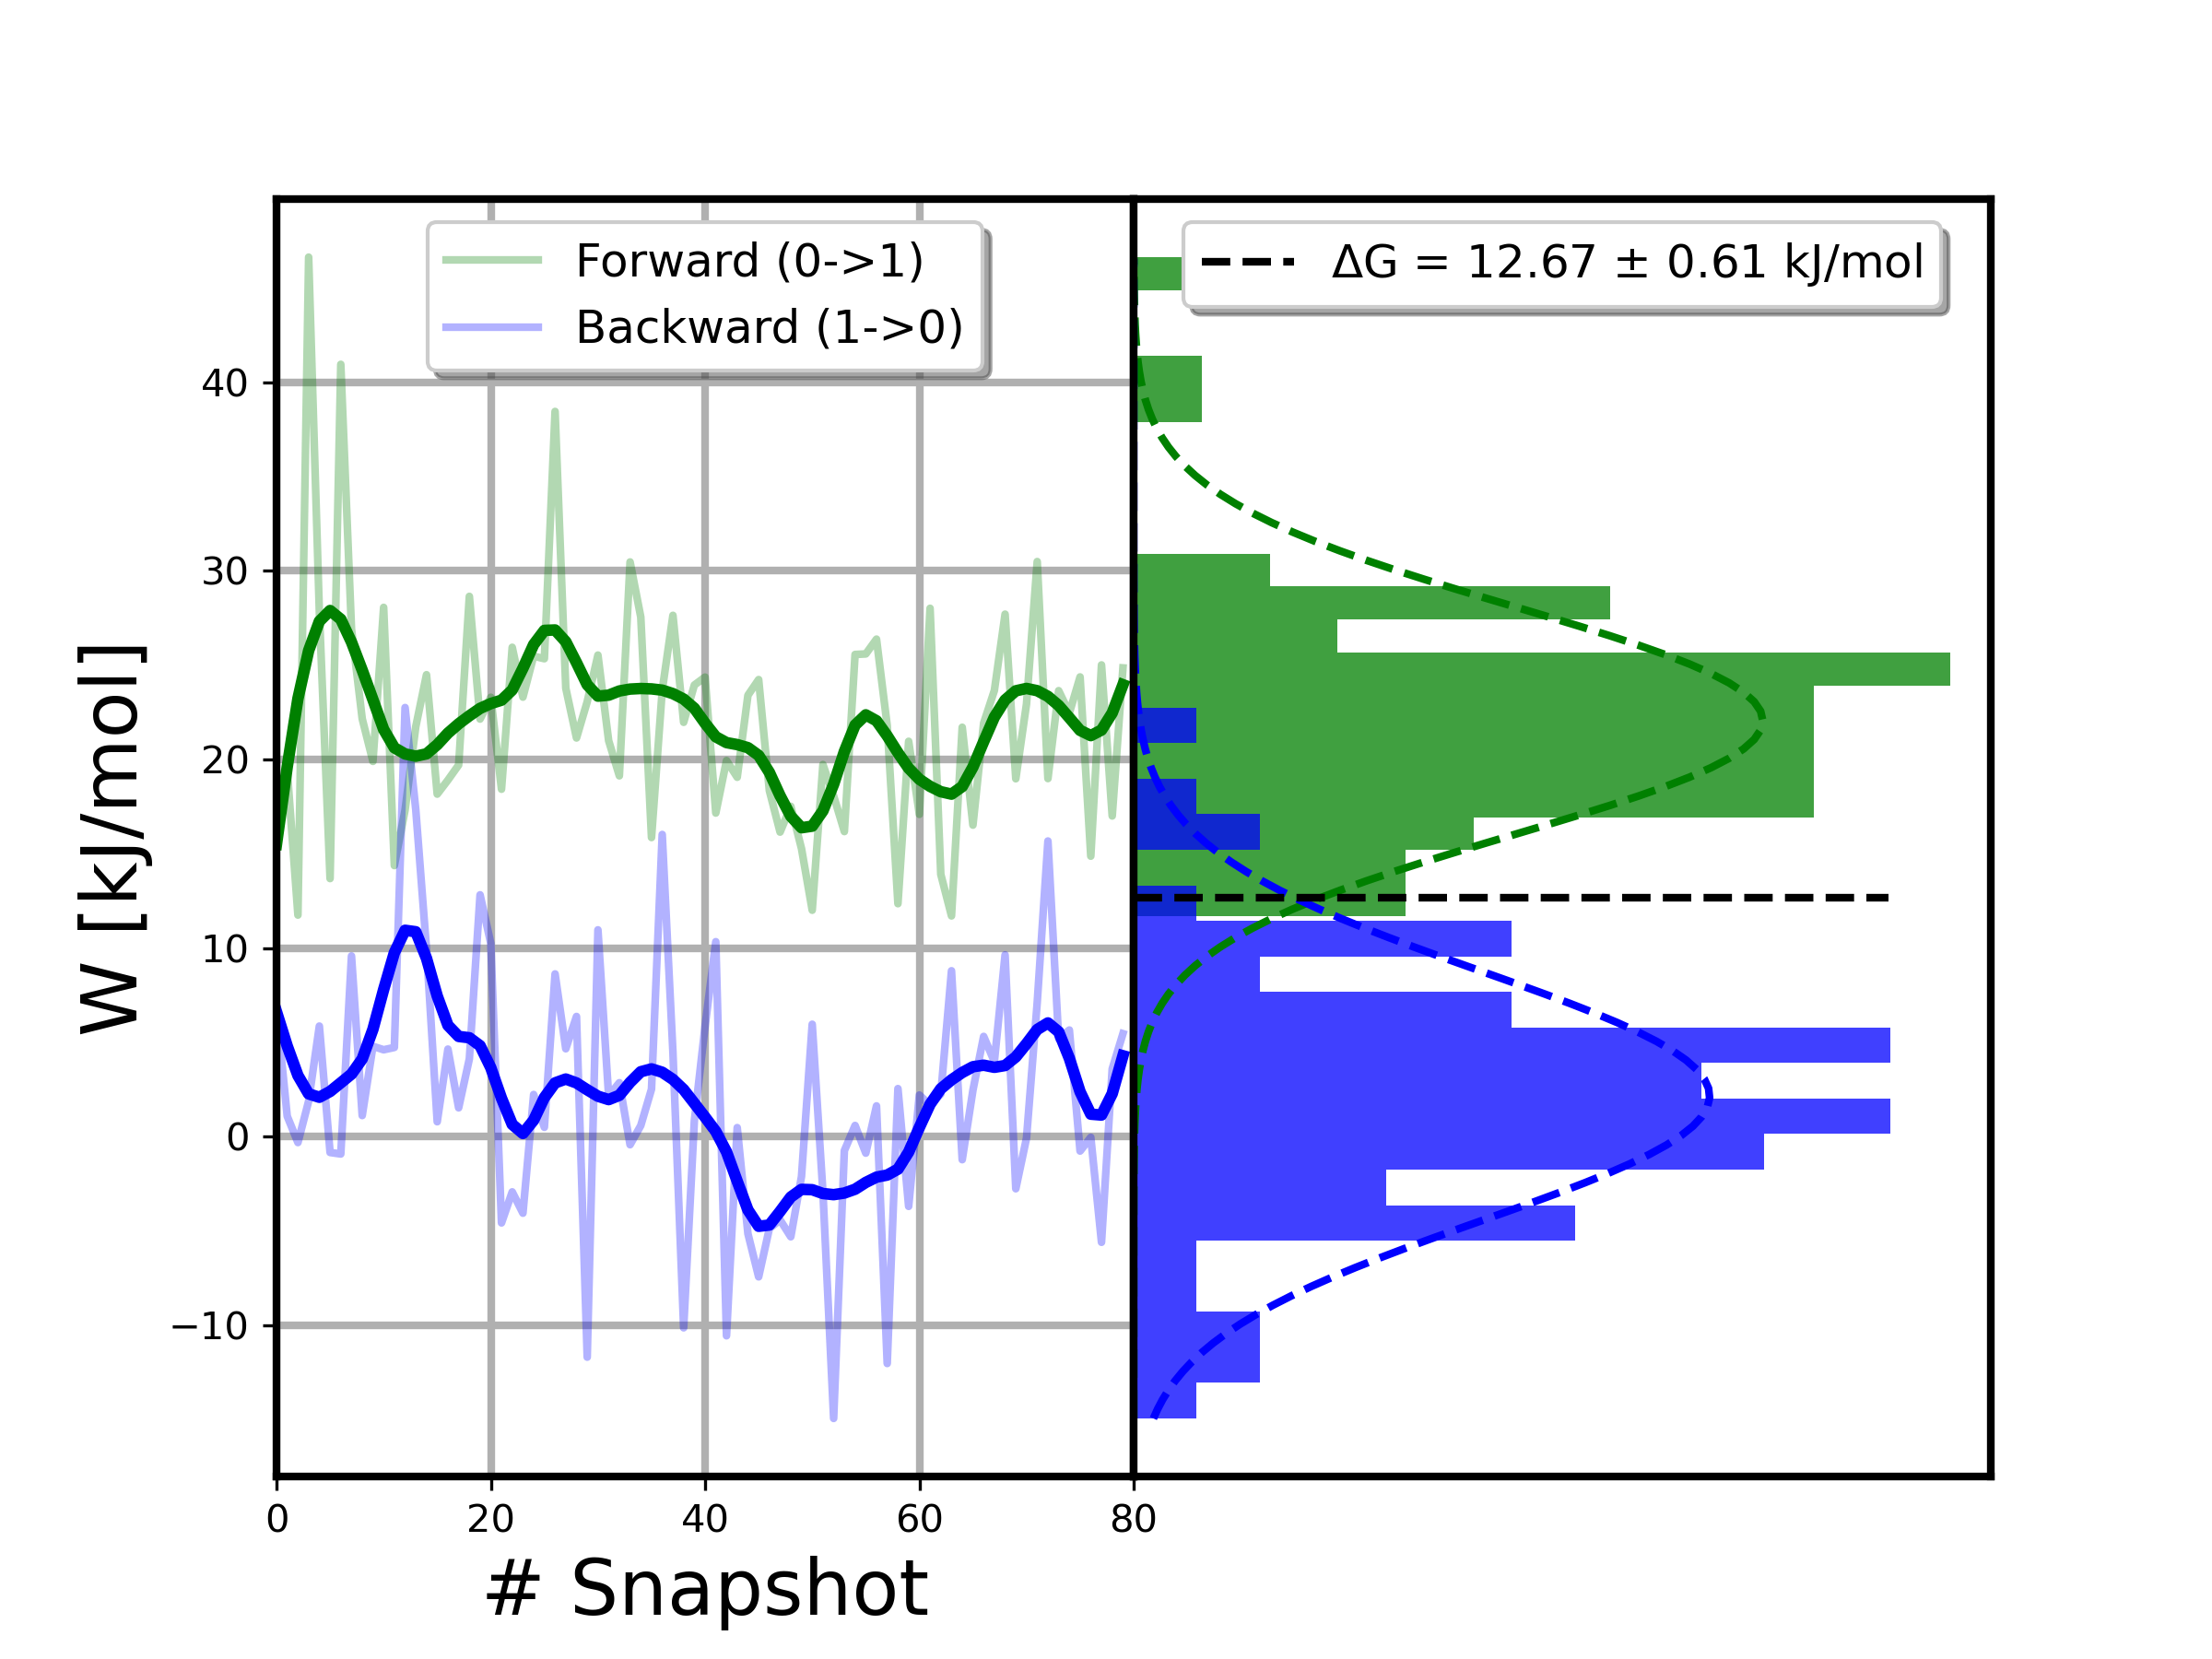 Forward (0->1)
Backward (1->0)
ΔG = 12.67 ± 0.61 kJ/mol
W [kJ/mol]
40
30
20
10
0
−10
0 20 40 60 80
# Snapshot